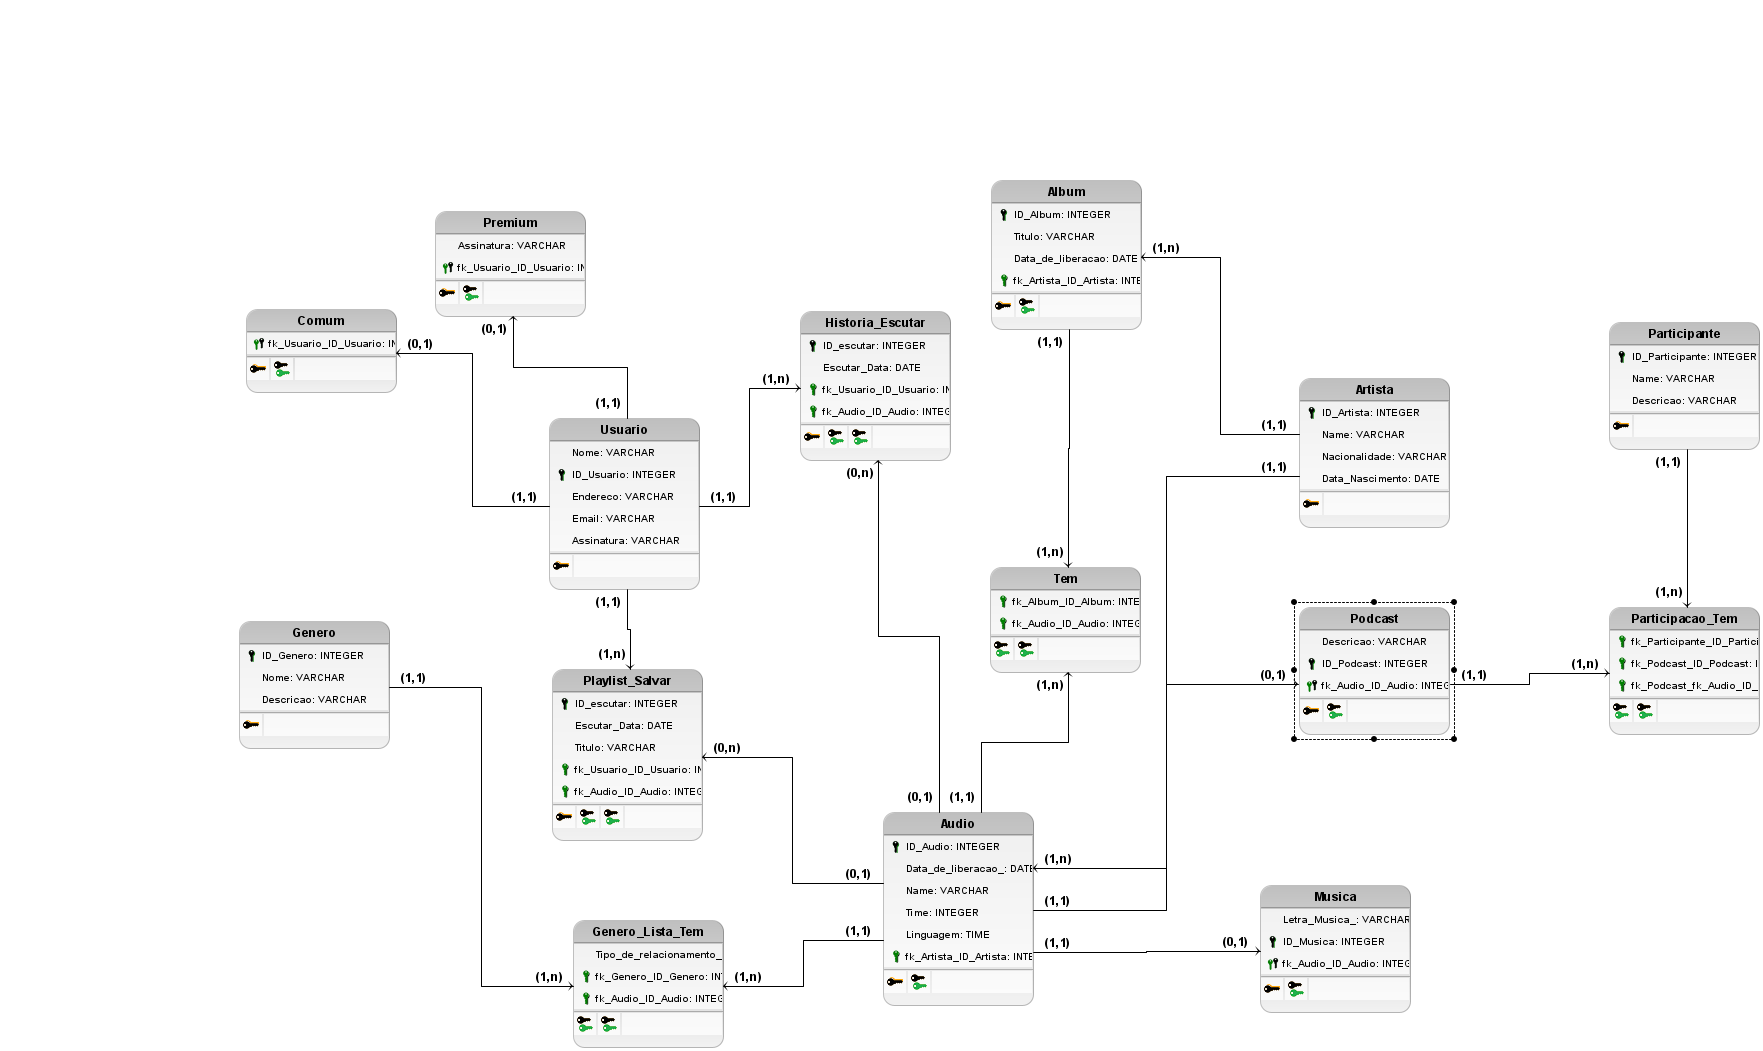 Premium
Assinatura: VARCHAR
fk_Usuario_ID_Usuario: IN
(0,1)
Comum
fk_Usuario_ID_Usuario: IN
(0,1)
(1,1)
Usuario
Nome: VARCHAR
ID_Usuario: INTEGER
Endereco: VARCHAR
Email: VARCHAR
Assinatura: VARCHAR
(1,1)
(1,1)
(1,1)
(1,n)
Historia_Escutar
ID_escutar: INTEGER
Escutar_Data: DATE
fk_Usuario_ID_Usuario: IN
fk_Audio_ID_Audio: INTEG
(0,n)
Album
ID_Album: INTEGER
Titulo: VARCHAR
Data_de_liberacao: DATE
fk_Artista_ID_Artista: INTE
(1,n)
(1,1)
(1,n)
Tem
fk_Album_ID_Album: INTE
fk_Audio_ID_Audio: INTEG
(1,n)
Artista
ID_Artista: INTEGER
Name: VARCHAR
Nacionalidade: VARCHAR
Data_Nascimento: DATE
(1,1)
(1,1)
Participante
ID_Participante: INTEGER
Name: VARCHAR
Descricao: VARCHAR
(1,1)
(1,n)
Participacao_Tem
fk_Participante_ID_Partici
fk_Podcast_ID_Podcast: I
fk_Podcast_fk_Audio_ID_
(1,n)
Podcast
Descricao: VARCHAR
ID_Podcast: INTEGER
fk_Audio_ID_Audio: INTEG
(0,1)
(1,1)
Genero
ID_Genero: INTEGER
Nome: VARCHAR
Descricao: VARCHAR
(1,1)
(1,n)
Playlist_Salvar
ID_escutar: INTEGER
Escutar_Data: DATE
Titulo: VARCHAR
fk_Usuario_ID_Usuario: IN
fk_Audio_ID_Audio: INTEG
(0,n)
(0,1)
(1,1)
Audio
ID_Audio: INTEGER
Data_de_liberacao_: DATE
Name: VARCHAR
Time: INTEGER
Linguagem: TIME
fk_Artista_ID_Artista: INTE
(0,1)
(1,1)
(1,n)
(1,1)
(1,1)
(0,1)
Musica
Letra_Musica_: VARCHAR
ID_Musica: INTEGER
fk_Audio_ID_Audio: INTEG
Genero_Lista_Tem
Tipo_de_relacionamento_
fk_Genero_ID_Genero: INT
fk_Audio_ID_Audio: INTEG
(1,n)
(1,n)